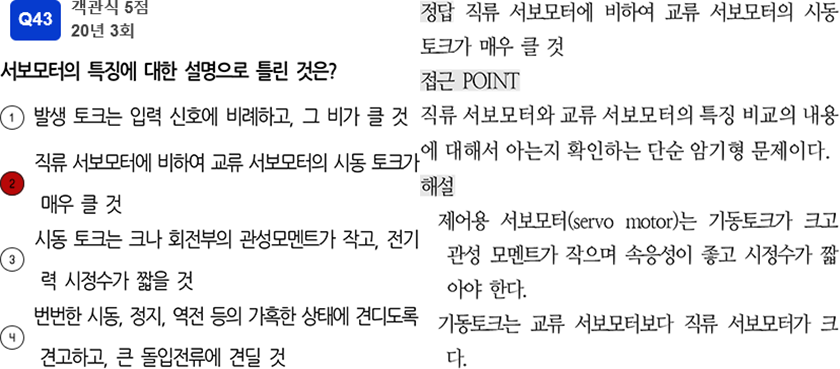 Q43
객관식 5점
20년 3회
서보모터의 특징에 대한 설명으로 틀린 것은?
1 발생 토크는 입력 신호에 비례하고, 그 비가 클 것
2 직류 서보모터에 비하여 교류 서보모터의 시동 토크가
매우 클 것
3 시동 토크는 크나 회전부의 관성모멘트가 작고, 전기
력 시정수가 짧을 것
4 번번한 시동, 정지, 역전 등의 가혹한 상태에 견디도록
견고하고, 큰 돌입전류에 견딜 것
정답 직류 서보모터에 비하여 교류 서보모터의 시동
토크가 매우 클 것
접근 POINT
직류 서보모터와 교류 서보모터의 특징 비교의 내용
에 대해서 아는지 확인하는 단순 암기형 문제이다.
해설
제어용 서보모터(servo motor)는 기동토크가 크고
관성 모멘트가 작으며 속응성이 좋고 시정수가 짧
아야 한다.
기동토크는 교류 서보모터보다 직류 서보모터가 크
다.